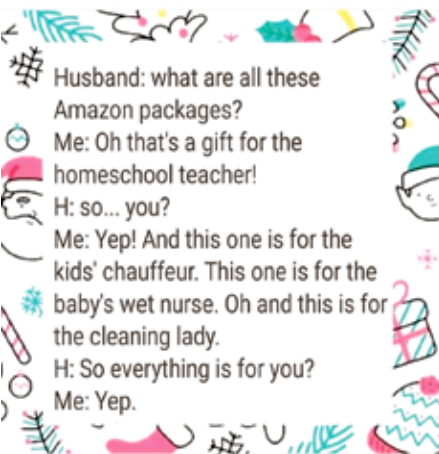 Husband: what are all these
Amazon packages?
Me: Oh that's a gift for the
homeschool teacher!
H: so... you?
Me: Yep! And this one is for the
kids' chauffeur. This one is for the
baby's wet nurse. Oh and this is for
the cleaning lady.
H: So everything is for you?
Me: Yep.